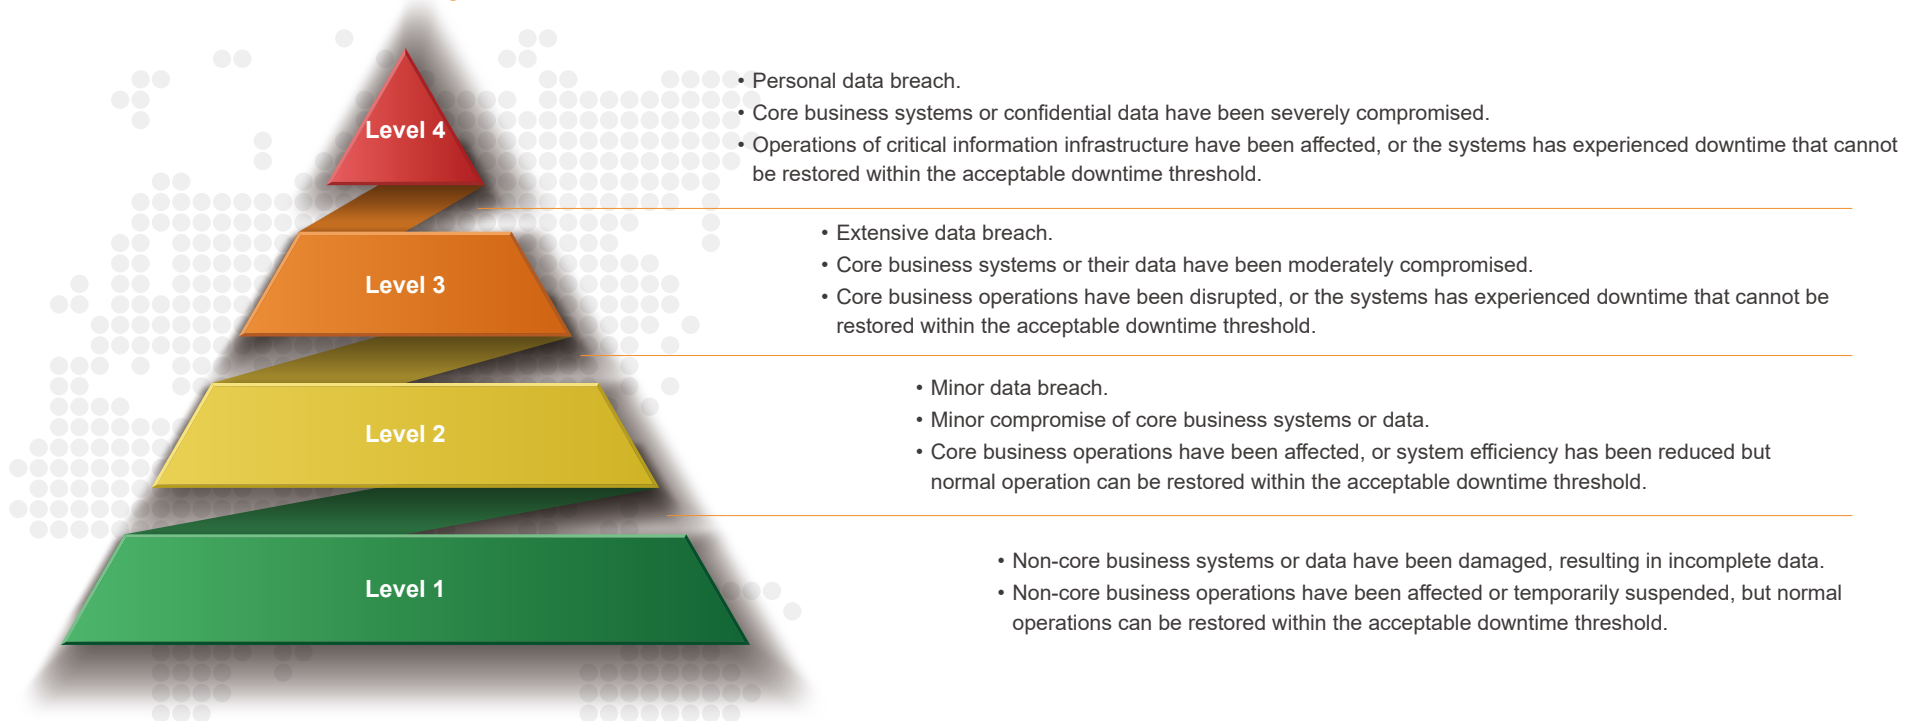 Level 4
• Personal data breach.
• Core business systems or confidential data have been severely compromised.
• Operations of critical information infrastructure have been affected, or the systems has experienced downtime that cannot
be restored within the acceptable downtime threshold.
Level 3
• Extensive data breach.
• Core business systems or their data have been moderately compromised.
• Core business operations have been disrupted, or the systems has experienced downtime that cannot be
restored within the acceptable downtime threshold.
Level 2
• Minor data breach.
• Minor compromise of core business systems or data.
• Core business operations have been affected, or system efficiency has been reduced but
normal operation can be restored within the acceptable downtime threshold.
Level 1
• Non-core business systems or data have been damaged, resulting in incomplete data.
• Non-core business operations have been affected or temporarily suspended, but normal
operations can be restored within the acceptable downtime threshold.